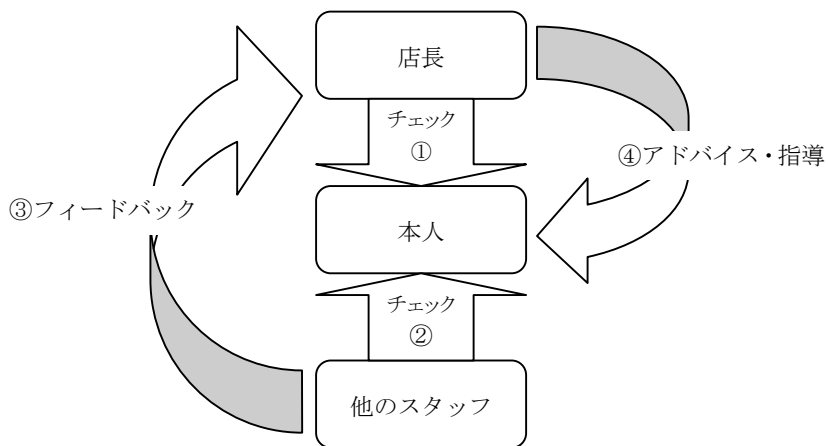 店長
チェック
①
④アドバイス・指導
③フィードバック
本人
チェック
②
他のスタッフ